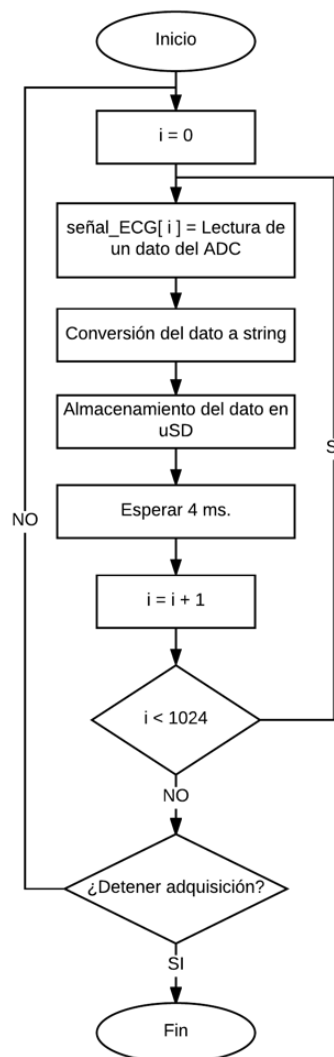 Inicio
i = 0
señal_ECG[ i ] = Lectura de
un dato del ADC
Conversión del dato a string
Almacenamiento del dato en
uSD
Esperar 4 ms.
i = i + 1
i < 1024
S
NO
NO
¿Detener adquisición?
SI
Fin